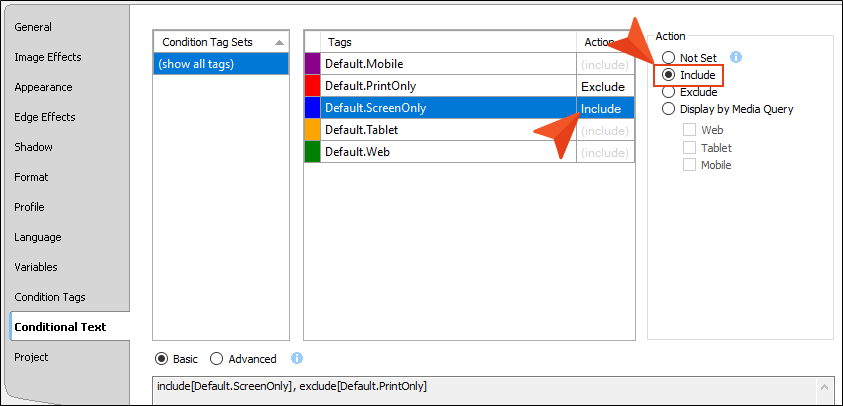 General
Image Effects
Appearance
Edge Effects
Shadow
Format
Profile
Language
Variables
Condition Tags
Conditional Text
Project
Condition Tag Sets
(show all tags)
Tags Action
Default.Mobile (include)
Default.PrintOnly Exclude
Default.ScreenOnly Include
Default.Tablet (include)
Default.Web (include)
Action
Not Set
Include
Exclude
Display by Media Query
Web
Tablet
Mobile
Basic Advanced
include[Default.ScreenOnly], exclude[Default.PrintOnly]